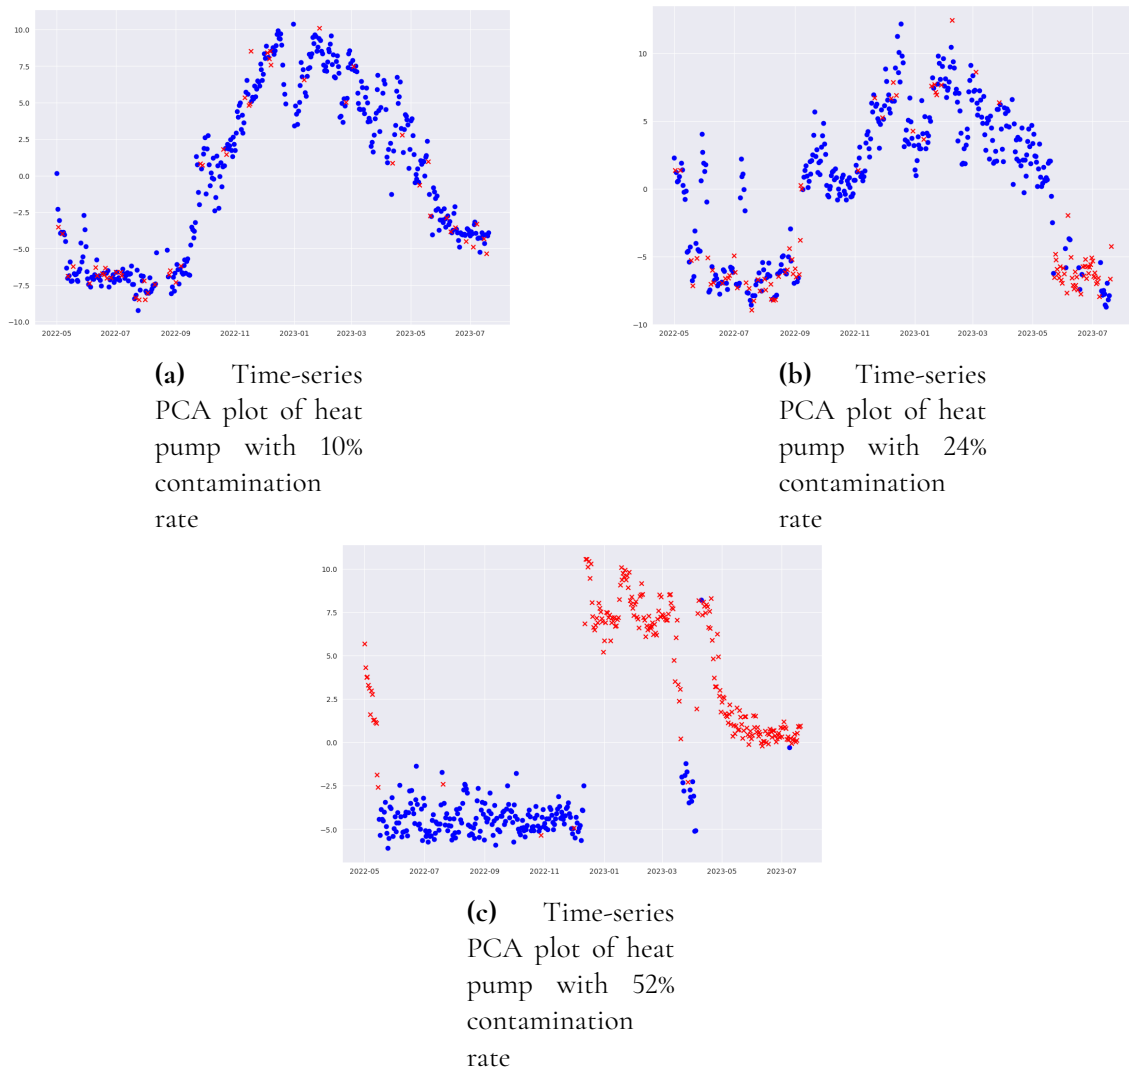 10.0
7.5
5.0
2.5
0.0
−2.5
−5.0
−7.5
−10.0
2022-05 2022-07 2022-09 2022-11 2023-01 2023-03 2023-05 2023-07
(a) Time-series
PCA plot of heat
pump with 10%
contamination
rate
10
5
0
−5
−10
2022-05 2022-07 2022-09 2022-11 2023-01 2023-03 2023-05 2023-07
(b) Time-series
PCA plot of heat
pump with 24%
contamination
rate
10.0
7.5
5.0
2.5
0.0
−2.5
−5.0
2022-05 2022-07 2022-09 2022-11 2023-01 2023-03 2023-05 2023-07
(c) Time-series
PCA plot of heat
pump with 52%
contamination
rate